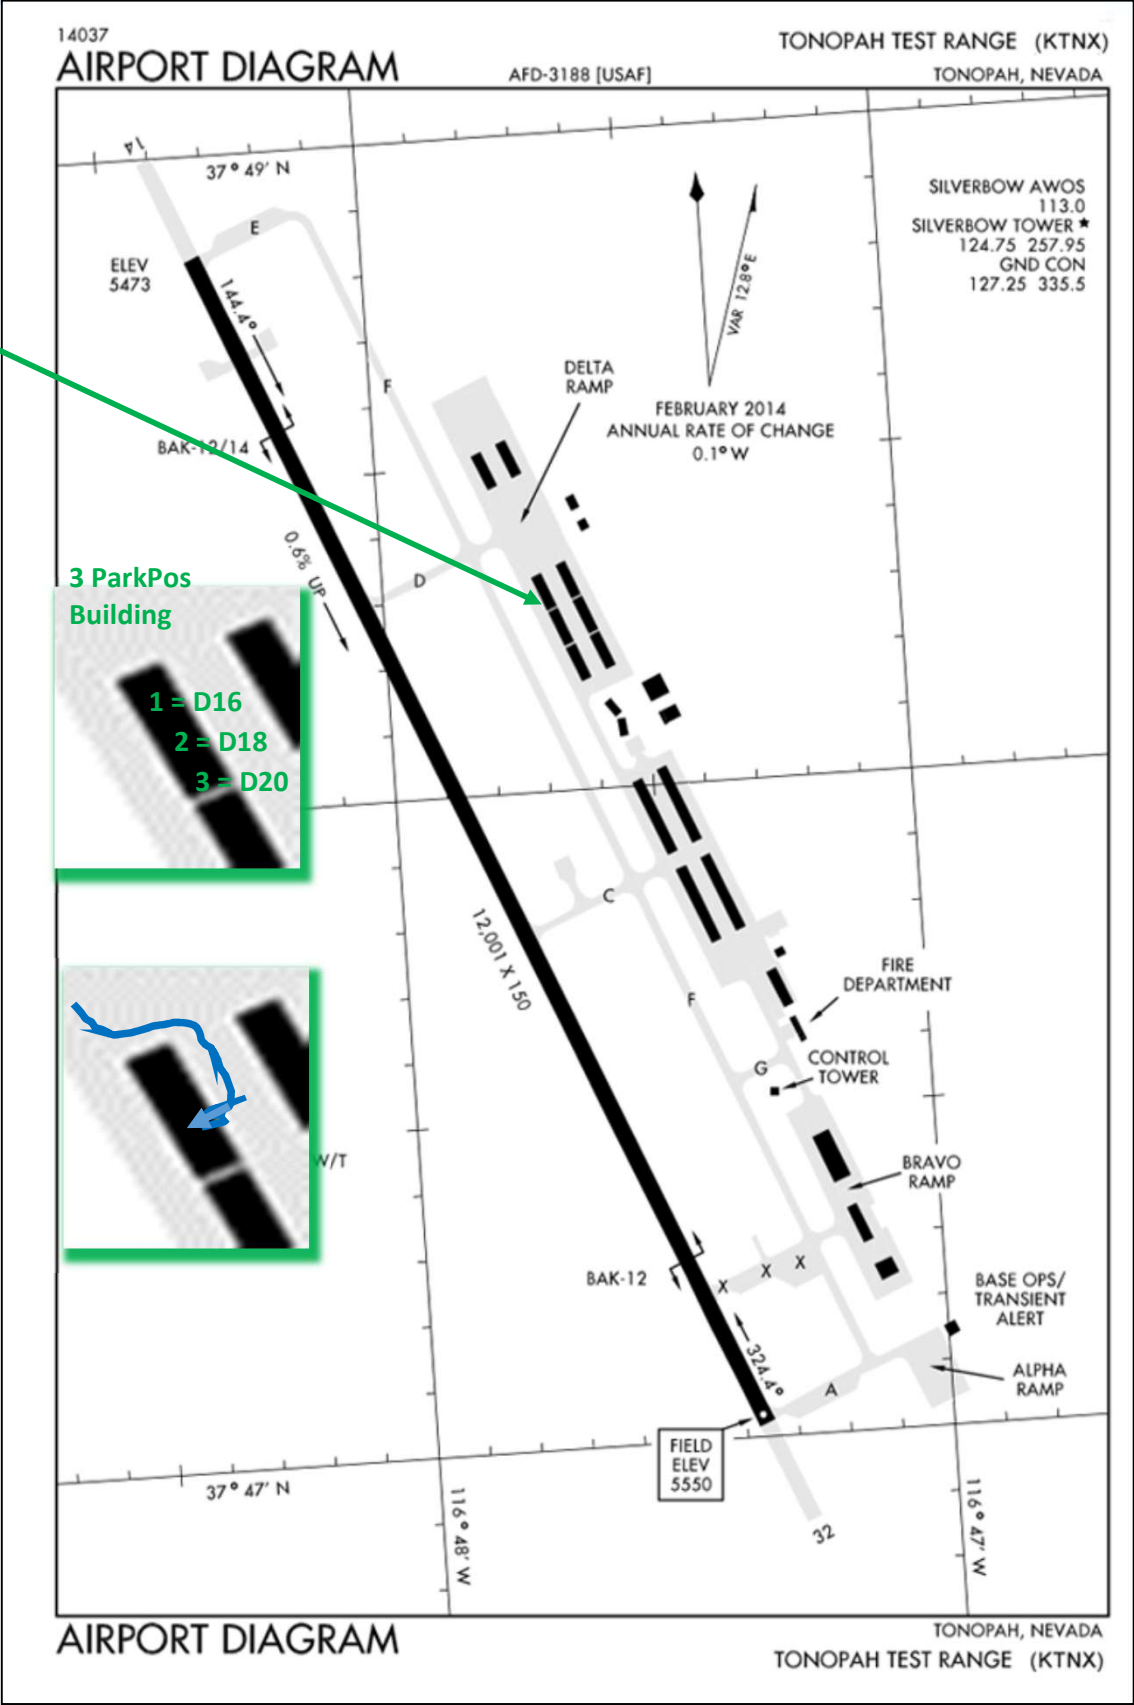 14037
AIRPORT DIAGRAM
AFD-3188 [USAF]
TONOPAH TEST RANGE (KTNX)
TONOPAH, NEVADA
14
37° 49' N
SILVERBOW AWOS
113.0
SILVERBOW TOWER ★
124.75 257.95
GND CON
127.25 335.5
E
ELEV
5473
144.4°
VAR 12.8° E
F
DELTA
RAMP
FEBRUARY 2014
ANNUAL RATE OF CHANGE
0.1° W
BAK-12/14
0.6% UP
D
3 ParkPos
Building
1 = D16
2 = D18
3 = D20
C
12,001 X 150
FIRE
DEPARTMENT
F
G
CONTROL
TOWER
W/T
BRAVO
RAMP
X
X
X
BAK-12
BASE OPS/
TRANSIENT
ALERT
324.4°
A
ALPHA
RAMP
FIELD
ELEV
5550
37° 47' N
116° 48' W
116° 47' W
32
AIRPORT DIAGRAM
TONOPAH, NEVADA
TONOPAH TEST RANGE (KTNX)